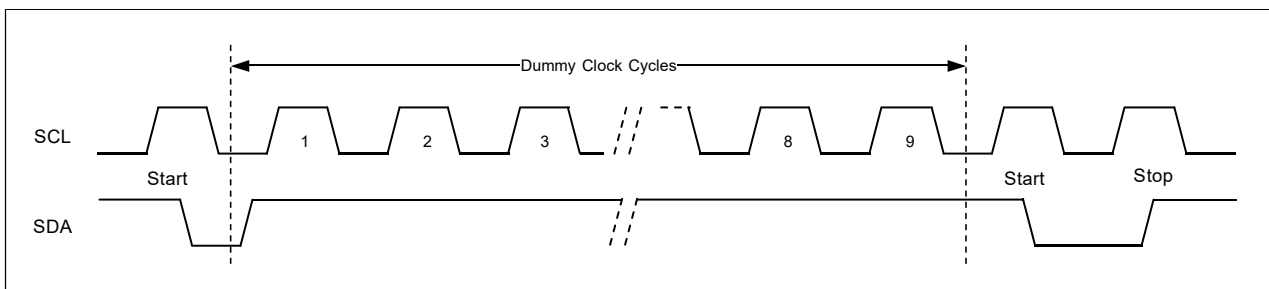 Dummy Clock Cycles
SCL
1 2 3 8 9
Start Start Stop
SDA